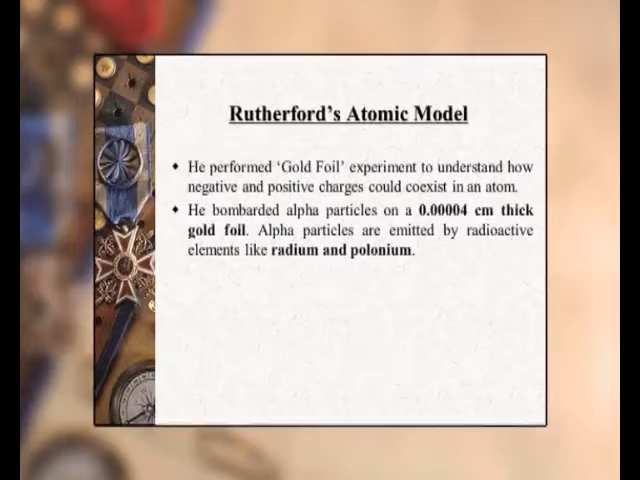 Rutherford's Atomic Model
He performed 'Gold Foil' experiment to understand how
negative and positive charges could coexist in an atom.
He bombarded alpha particles on a 0.00004 cm thick
gold foil. Alpha particles are emitted by radioactive
elements like radium and polonium.